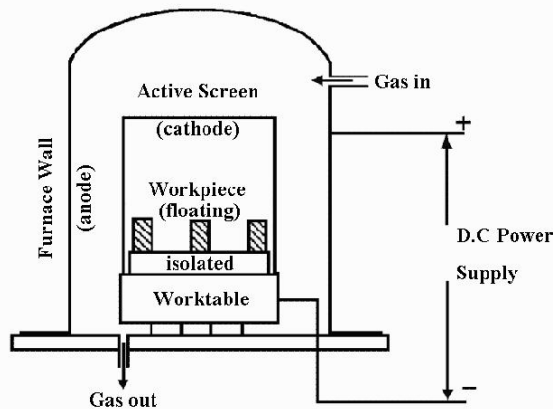 Gas in
Active Screen
(cathode)
+
Furnace Wall
(anode)
Workpiece
(floating)
D.C Power
Supply
isolated
Worktable
−
Gas out